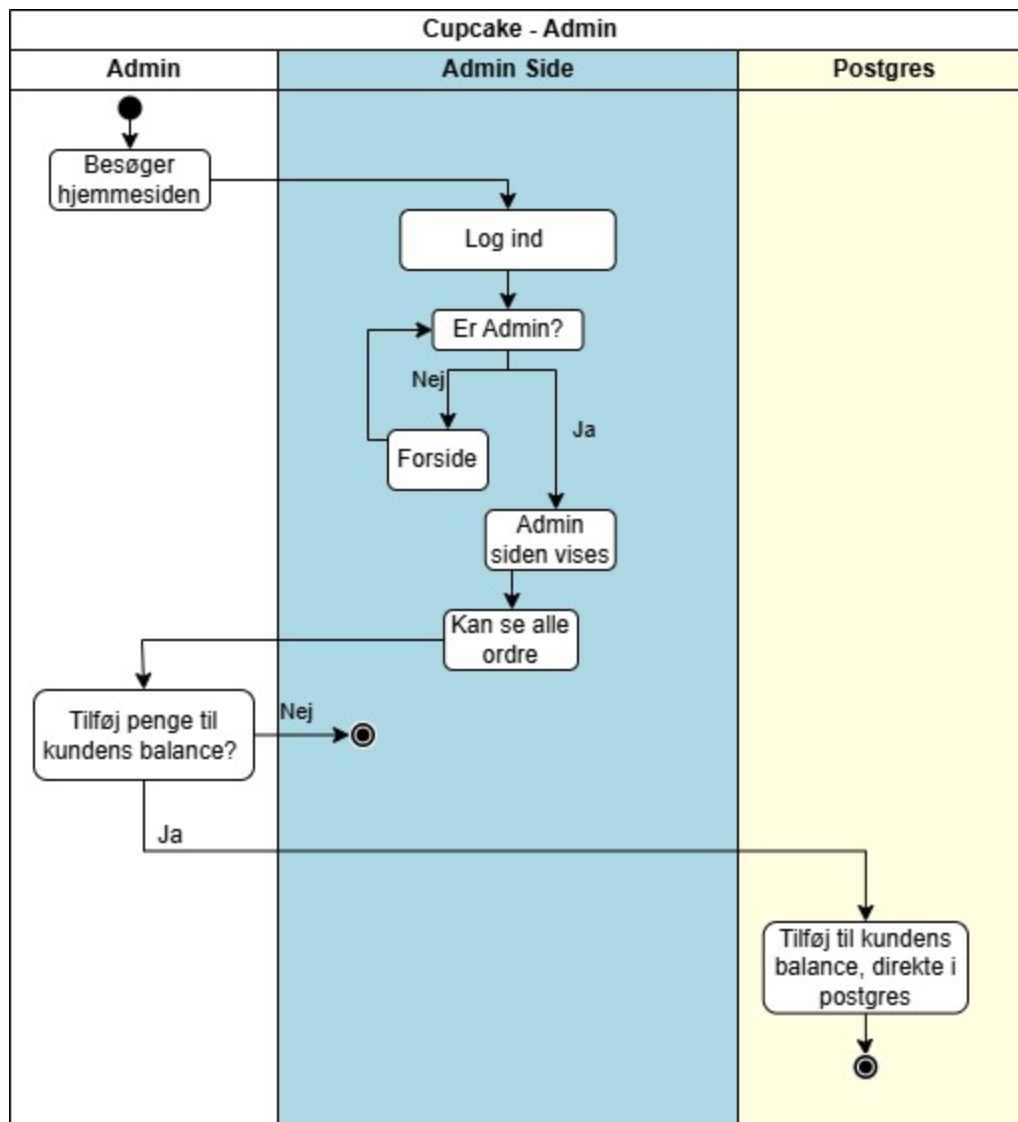 Cupcake - Admin
Admin
Admin Side
Postgres
Besøger
hjemmesiden
Log ind
Er Admin?
Nej
Ja
Forside
Admin
siden vises
Kan se alle
ordre
Tilføj penge til
kundens balance?
Nej
Ja
Tilføj til kundens
balance, direkte i
postgres